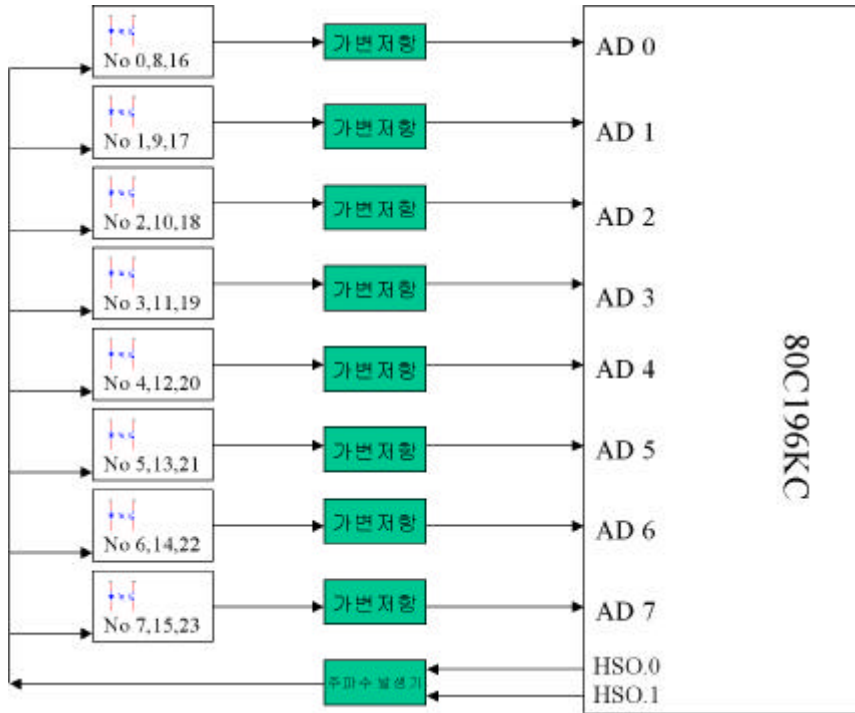 No 0,8,16
가변저항
AD 0
No 1,9,17
가변저항
AD 1
No 2,10,18
가변저항
AD 2
No 3,11,19
가변저항
AD 3
No 4,12,20
가변저항
AD 4
No 5,13,21
가변저항
AD 5
No 6,14,22
가변저항
AD 6
No 7,15,23
가변저항
AD 7
80C196KC
주파수 발생기
HSO.0
HSO.1